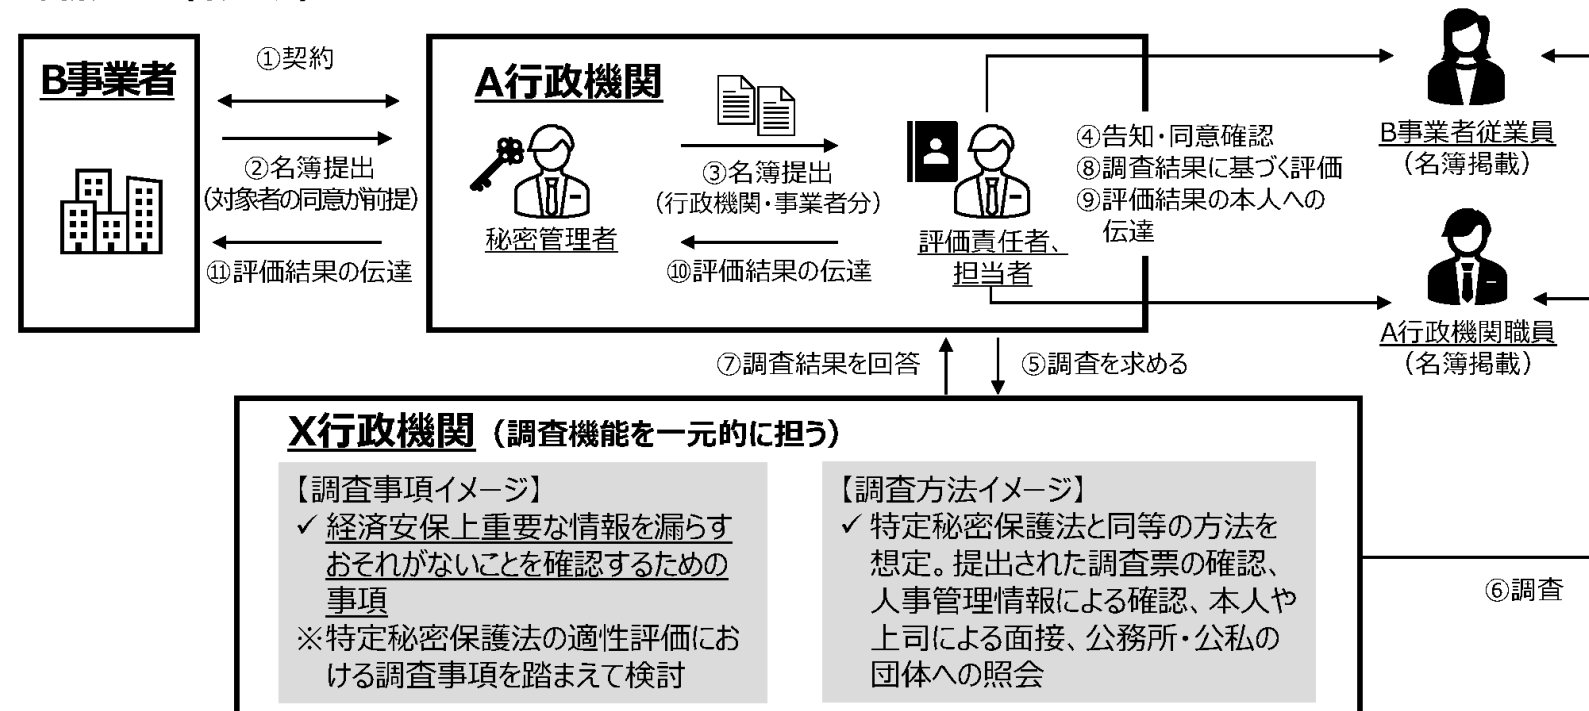 B事業者
①契約
②名簿提出
(対象者の同意が前提)
⑪評価結果の伝達
A行政機関
秘密管理者
③名簿提出
(行政機関・事業者分)
⑩評価結果の伝達
評価責任者、
担当者
④告知・同意確認
⑧調査結果に基づく評価
⑨評価結果の本人への
伝達
B事業者従業員
(名簿掲載)
A行政機関職員
(名簿掲載)
⑦調査結果を回答
⑤調査を求める
X行政機関(調査機能を一元的に担う)
【調査事項イメージ】
✓ 経済安保上重要な情報を漏らす
おそれがないことを確認するための
事項
※特定秘密保護法の適性評価にお
ける調査事項を踏まえて検討
【調査方法イメージ】
✓ 特定秘密保護法と同等の方法を
想定。提出された調査票の確認、
人事管理情報による確認、本人や
上司による面接、公務所・公私の
団体への照会
⑥調査